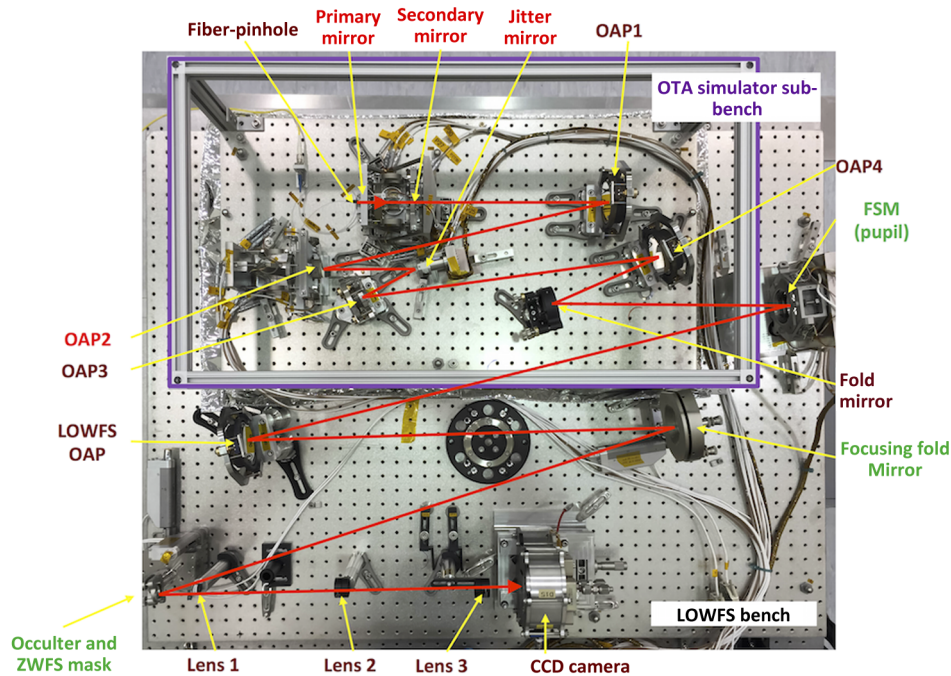 Fiber-pinhole
Primary
mirror
Secondary
mirror
Jitter
mirror
OAP1
OTA simulator sub-
bench
OAP4
FSM
(pupil)
OAP2
OAP3
Fold
mirror
LOWFS
OAP
Focusing fold
Mirror
510
LOWFS bench
Occulter and
ZWFS mask
Lens 1
Lens 2
Lens 3
CCD camera